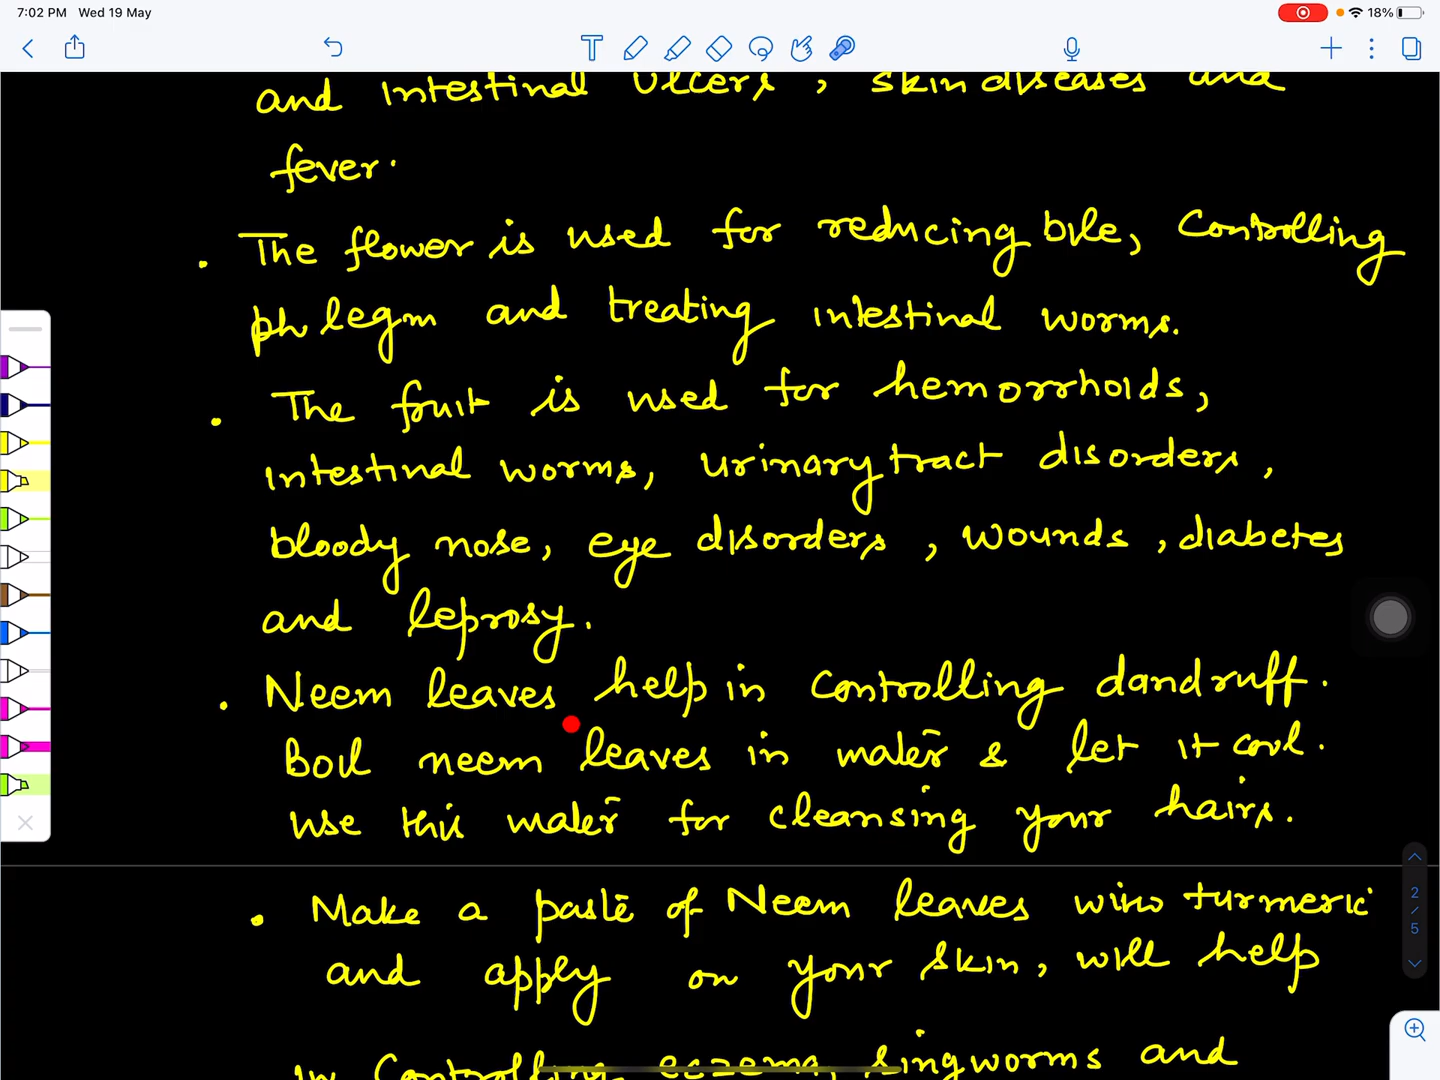 7:02 PM Wed 19 May
18%
and intestinal ulcers, skin diseases and
fever.
. The flower is used for reducing bile, controlling
phlegm and treating intestinal worms.
. The fruit is used for hemorrhoids,
intestinal worms, urinary tract disorders,
bloody nose, eye disorders, wounds, diabetes
and leprosy.
. Neem leaves help in controlling dandruff.
Boil neem leaves in water & let it cool.
Use this water for cleansing your hairs.
. Make a paste of Neem leaves with turmeric
and apply on your skin, will help
in controlling eczema, ringworms and
2
/
5